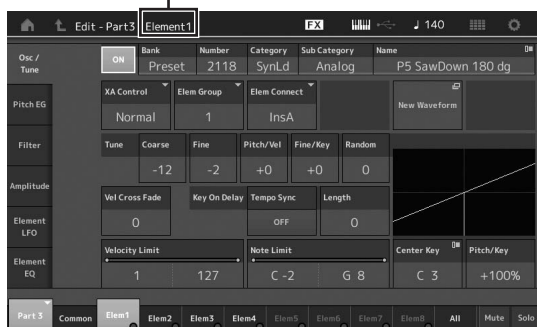 Edit - Part3 Element1 FX 140
Osc / Tune
ON
Bank Number Category Sub Category Name
Preset 2118 SynLd Analog P5 SawDown 180 dg
XA Control Elem Group Elem Connect
Normal 1 InsA New Waveform
Pitch EG
Filter
Tune Coarse Fine Pitch/Vel Fine/Key Random
-12 -2 +0 +0 0
Amplitude
Vel Cross Fade Key On Delay Tempo Sync Length
0 OFF 0
Element LFO
Velocity Limit Note Limit Center Key Pitch/Key
1 127 C -2 G 8 C 3 +100%
Element EQ
Part 3 Common Elem1 Elem2 Elem3 Elem4 Elem5 Elem6 Elem7 Elem8 All Mute Solo